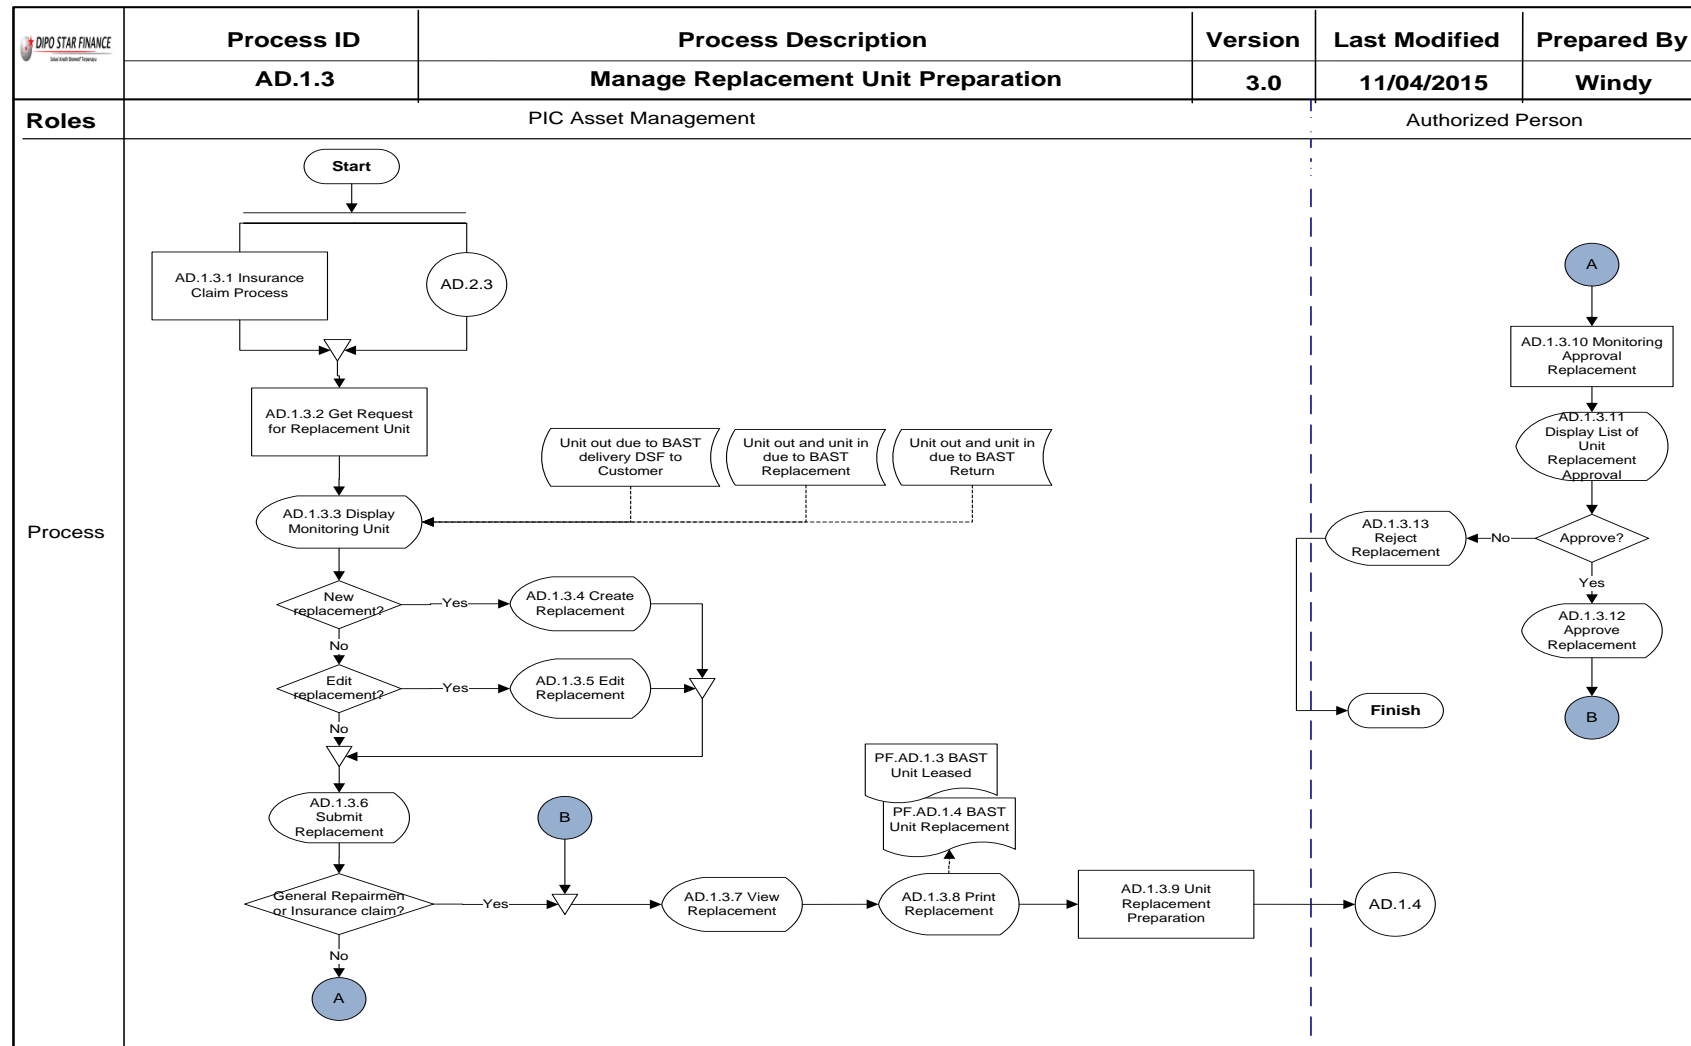 DIPO STAR FINANCE
Process ID
Process Description
Version
Last Modified
Prepared By
AD.1.3
Manage Replacement Unit Preparation
3.0
11/04/2015
Windy
Roles
PIC Asset Management
Authorized Person
Process
Start
AD.1.3.1 Insurance
Claim Process
AD.2.3
AD.1.3.2 Get Request
for Replacement Unit
Unit out due to BAST
delivery DSF to
Customer
Unit out and unit in
due to BAST
Replacement
Unit out and unit in
due to BAST
Return
AD.1.3.3 Display
Monitoring Unit
New
replacement?
Yes
AD.1.3.4 Create
Replacement
No
Edit
replacement?
Yes
AD.1.3.5 Edit
Replacement
No
AD.1.3.6
Submit
Replacement
General Repairmen
or Insurance claim?
Yes
No
A
B
AD.1.3.7 View
Replacement
PF.AD.1.3 BAST
Unit Leased
PF.AD.1.4 BAST
Unit Replacement
AD.1.3.8 Print
Replacement
AD.1.3.9 Unit
Replacement
Preparation
AD.1.4
A
AD.1.3.10 Monitoring
Approval
Replacement
AD.1.3.11
Display List of
Unit
Replacement
Approval
Approve?
No
AD.1.3.13
Reject
Replacement
Yes
AD.1.3.12
Approve
Replacement
Finish
B